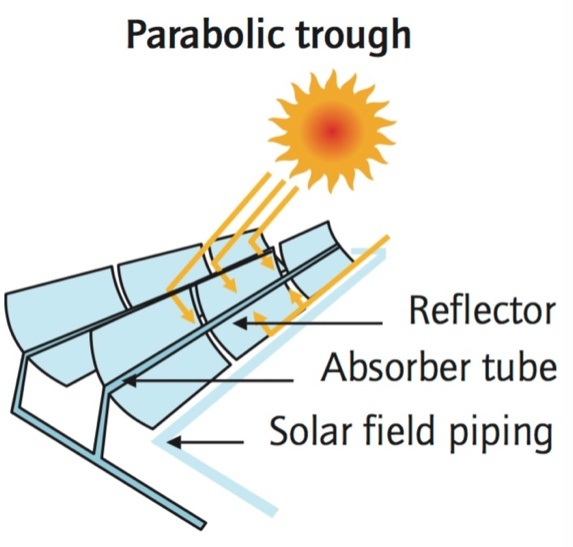 Parabolic trough
Reflector
Absorber tube
Solar field piping